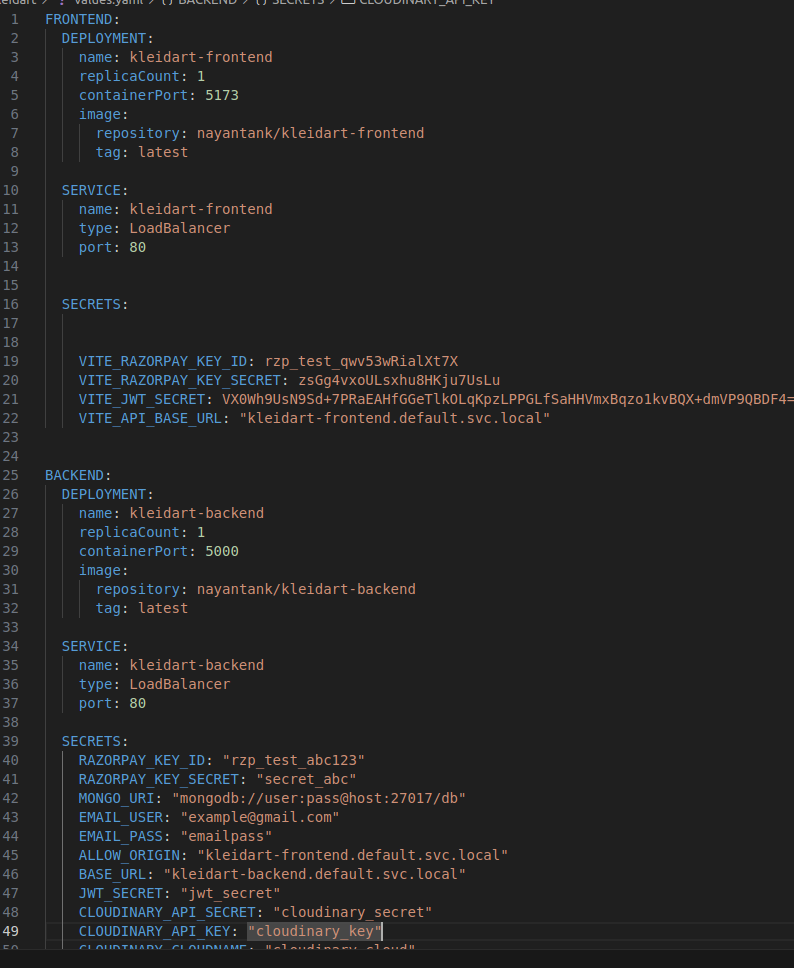 values.yaml > {} BACKEND > {} SECRETS > CLOUDINARY_API_KEY
1 FRONTEND:
2 DEPLOYMENT:
3 name: kleidart-frontend
4 replicaCount: 1
5 containerPort: 5173
6 image:
7 repository: nayantank/kleidart-frontend
8 tag: latest
9
10 SERVICE:
11 name: kleidart-frontend
12 type: LoadBalancer
13 port: 80
14
15
16 SECRETS:
17
18
19 VITE_RAZORPAY_KEY_ID: rzp_test_qwv53wRialXt7X
20 VITE_RAZORPAY_KEY_SECRET: zsGg4vxoULsxhu8HKju7UsLu
21 VITE_JWT_SECRET: VX0Wh9UsN9Sd+7PRaEAHfGGeTlkOLqKpzLPPGLfSaHHVmxBqzo1kvBQX+dmVP9QBDF4=
22 VITE_API_BASE_URL: "kleidart-frontend.default.svc.local"
23
24
25 BACKEND:
26 DEPLOYMENT:
27 name: kleidart-backend
28 replicaCount: 1
29 containerPort: 5000
30 image:
31 repository: nayantank/kleidart-backend
32 tag: latest
33
34 SERVICE:
35 name: kleidart-backend
36 type: LoadBalancer
37 port: 80
38
39 SECRETS:
40 RAZORPAY_KEY_ID: "rzp_test_abc123"
41 RAZORPAY_KEY_SECRET: "secret_abc"
42 MONGO_URI: "mongodb://user:pass@host:27017/db"
43 EMAIL_USER: "example@gmail.com"
44 EMAIL_PASS: "emailpass"
45 ALLOW_ORIGIN: "kleidart-frontend.default.svc.local"
46 BASE_URL: "kleidart-backend.default.svc.local"
47 JWT_SECRET: "jwt_secret"
48 CLOUDINARY_API_SECRET: "cloudinary_secret"
49 CLOUDINARY_API_KEY: "cloudinary_key"
50 CLOUDINARY_CLOUDNAME: "cloudinary_cloud"